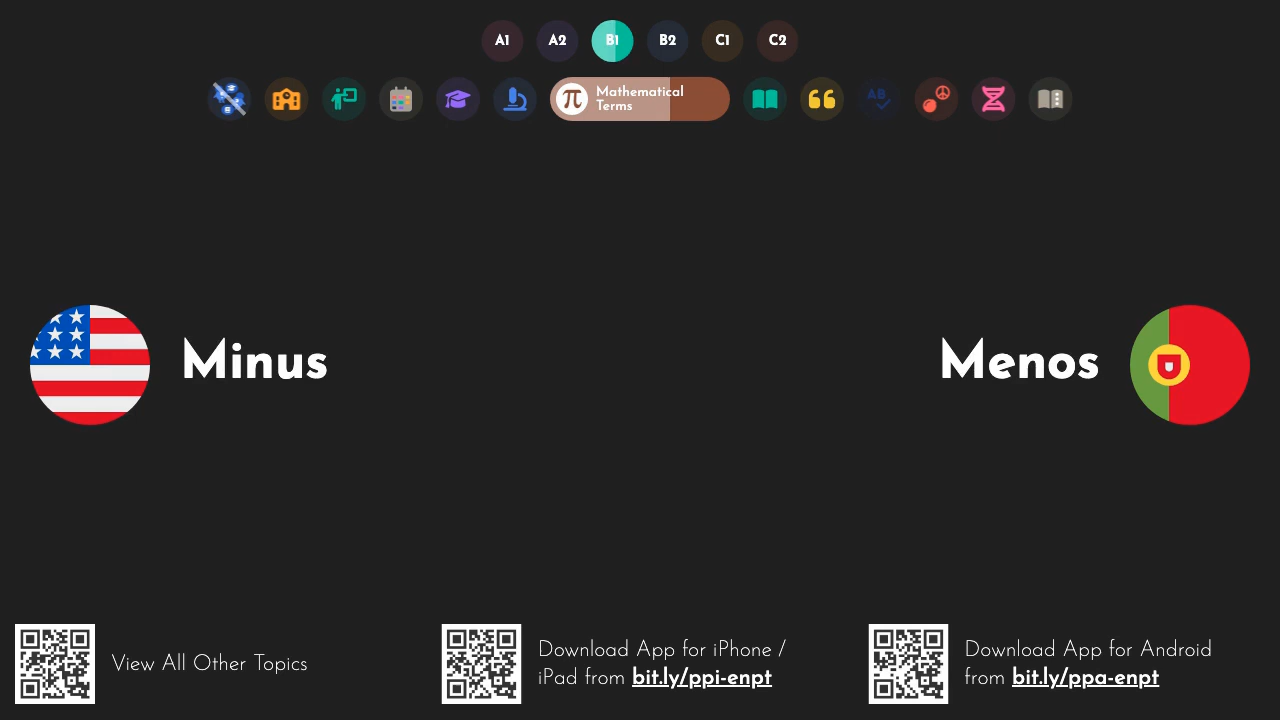 A1 A2 B1 B2 C1 C2
Mathematical
Terms
Minus
Menos
View All Other Topics
Download App for iPhone /
iPad from bit.ly/ppi-enpt
Download App for Android
from bit.ly/ppa-enpt